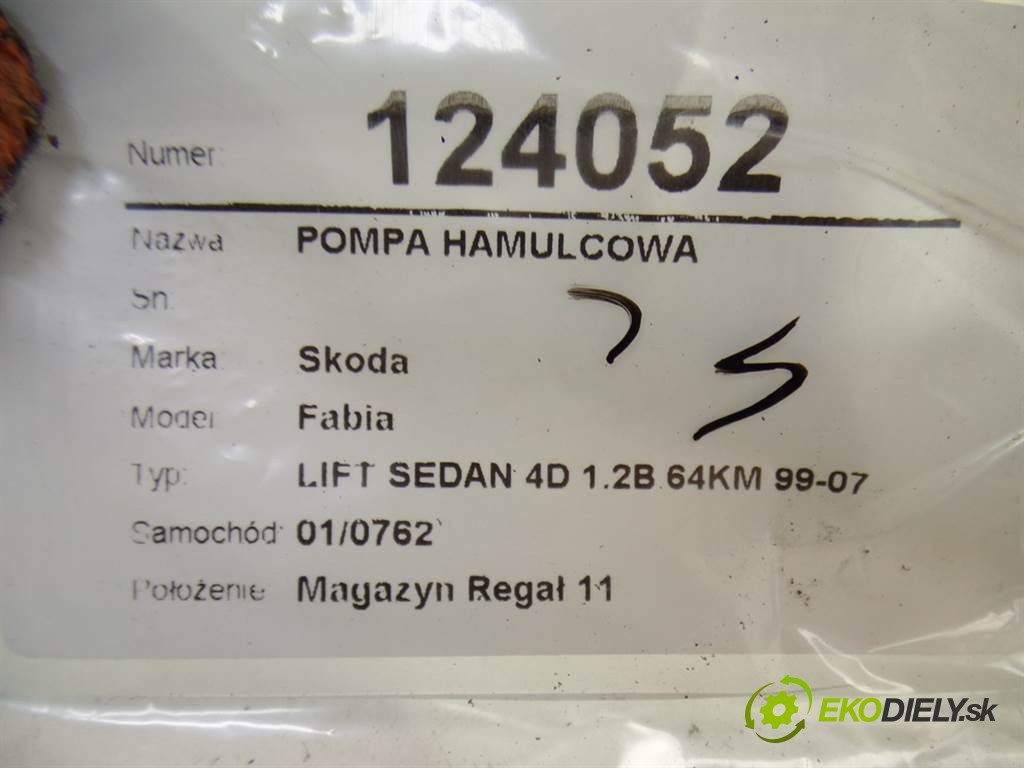 Numer: 124052
Nazwa POMPA HAMULCOWA
Sn:
Marka Skoda
Model Fabia
Typ: LIFT SEDAN 4D 1.2B 64KM 99-07
Samochód: 01/0762
Położenie Magazyn Regał 11
EKODIELY.sk